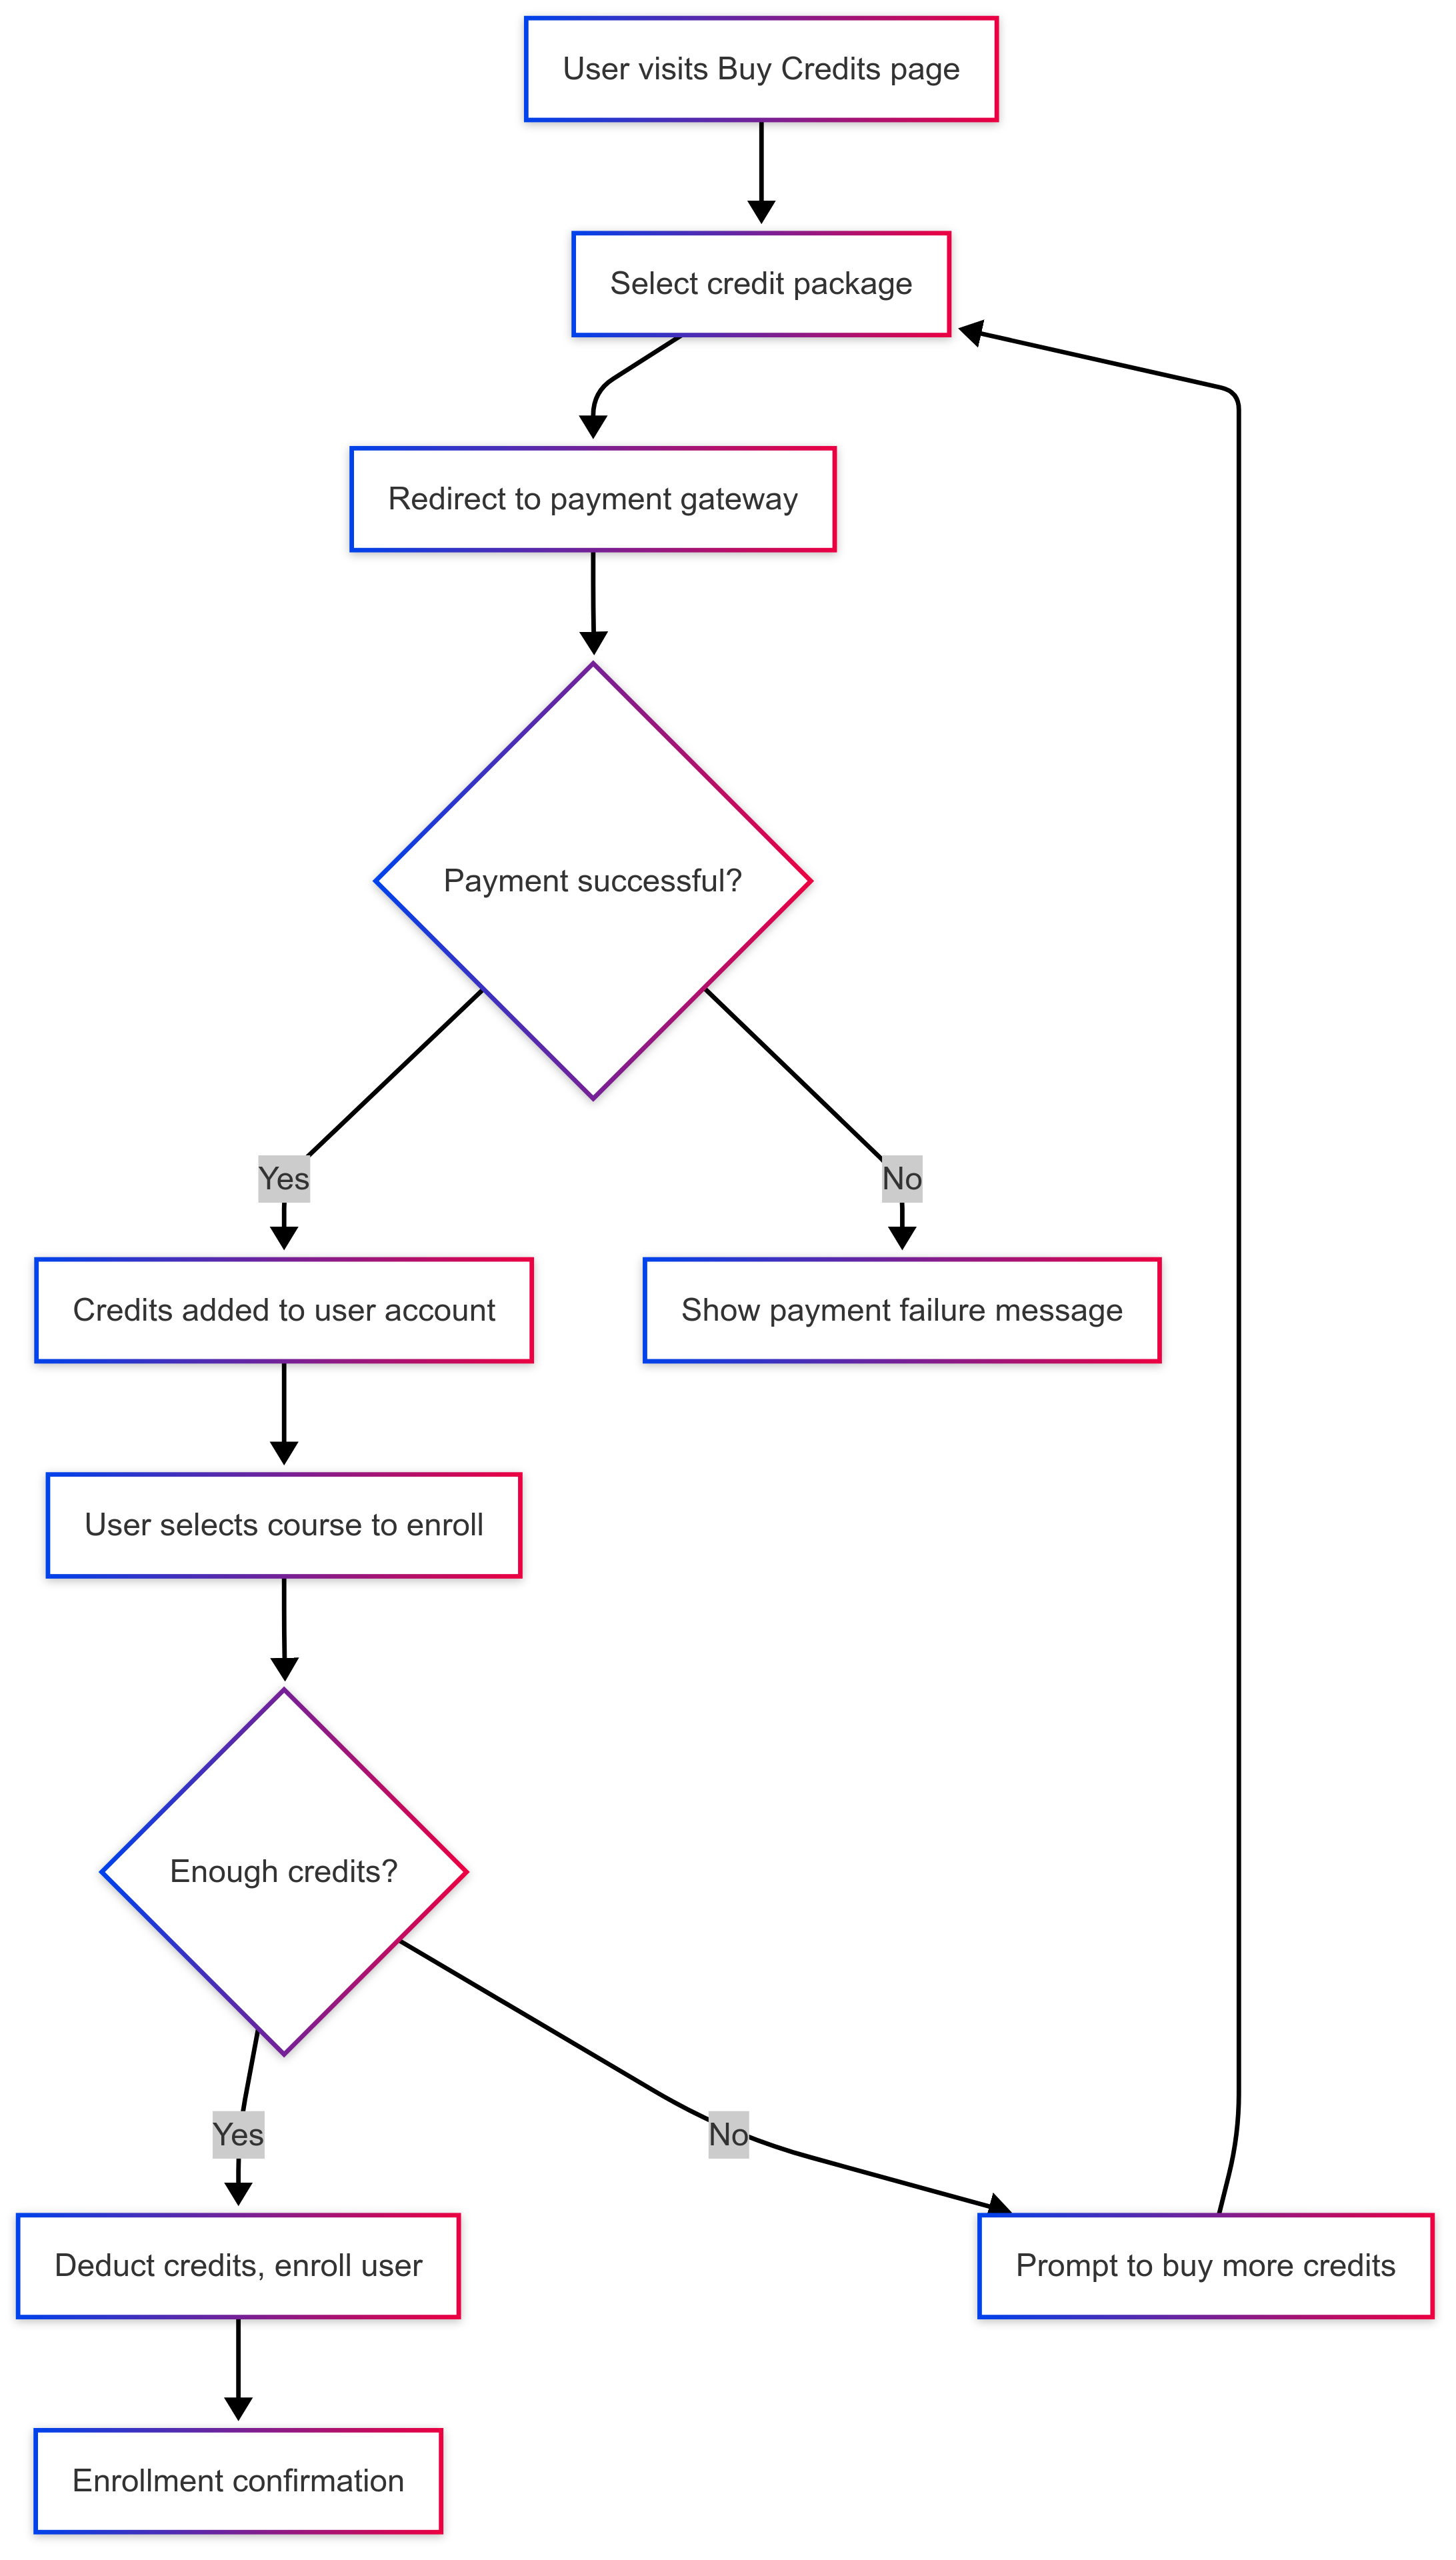 User visits Buy Credits page
Select credit package
Redirect to payment gateway
Payment successful?
Yes
No
Credits added to user account
Show payment failure message
User selects course to enroll
Enough credits?
Yes
No
Deduct credits, enroll user
Prompt to buy more credits
Enrollment confirmation